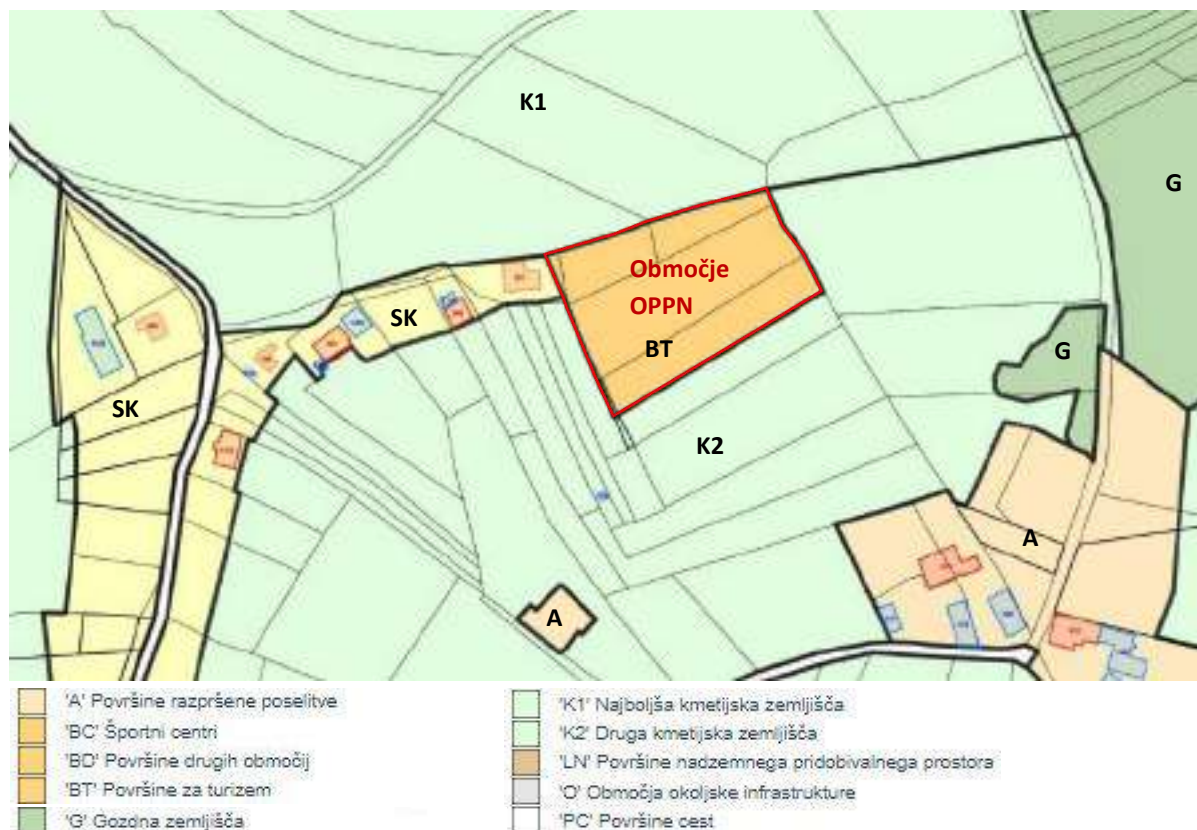 K1
G
Območje
OPPN
SK
BT
G
SK
K2
A
A
'A' Površine razpršene poselitve
'BC' Športni centri
'BD' Površine drugih območij
'BT' Površine za turizem
'G' Gozdna zemljišča
'K1' Najboljša kmetijska zemljišča
'K2' Druga kmetijska zemljišča
'LN' Površine nadzemnega pridobivalnega prostora
'O' Območja okoljske infrastrukture
'PC' Površine cest